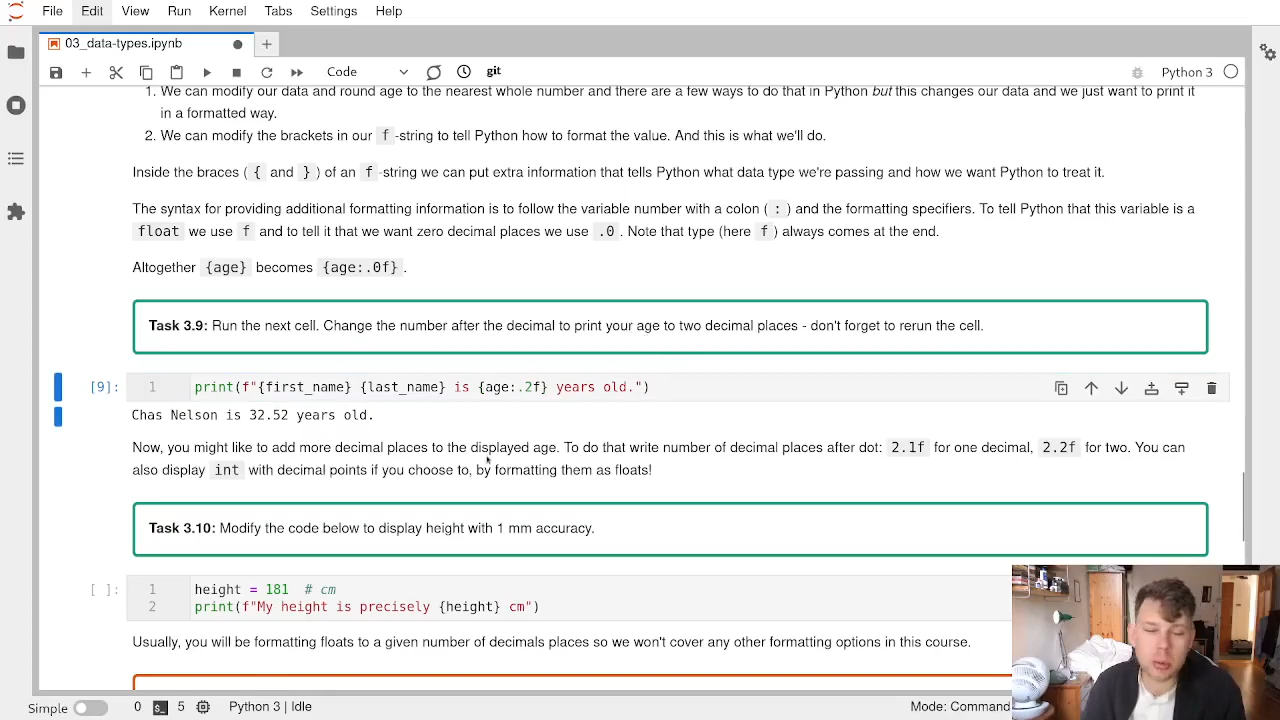 File Edit View Run Kernel Tabs Settings Help
03_data-types.ipynb
Code git Python 3
1. We can modify our data and round age to the nearest whole number and there are a few ways to do that in Python but this changes our data and we just want to print it
in a formatted way.
2. We can modify the brackets in our f -string to tell Python how to format the value. And this is what we'll do.
Inside the braces ( { and } ) of an f -string we can put extra information that tells Python what data type we're passing and how we want Python to treat it.
The syntax for providing additional formatting information is to follow the variable number with a colon ( : ) and the formatting specifiers. To tell Python that this variable is a
float we use f and to tell it that we want zero decimal places we use .0 . Note that type (here f ) always comes at the end.
Altogether {age} becomes {age:.0f} .
Task 3.9: Run the next cell. Change the number after the decimal to print your age to two decimal places - don't forget to rerun the cell.
[9]: 1 print(f"{first_name} {last_name} is {age:.2f} years old.")
Chas Nelson is 32.52 years old.
Now, you might like to add more decimal places to the displayed age. To do that write number of decimal places after dot: 2.1f for one decimal, 2.2f for two. You can
also display int with decimal points if you choose to, by formatting them as floats!
Task 3.10: Modify the code below to display height with 1 mm accuracy.
[ ]: 1 height = 181 # cm
2 print(f"My height is precisely {height} cm")
Usually, you will be formatting floats to a given number of decimals places so we won't cover any other formatting options in this course.
Simple 0 5 Python 3 | Idle Mode: Command